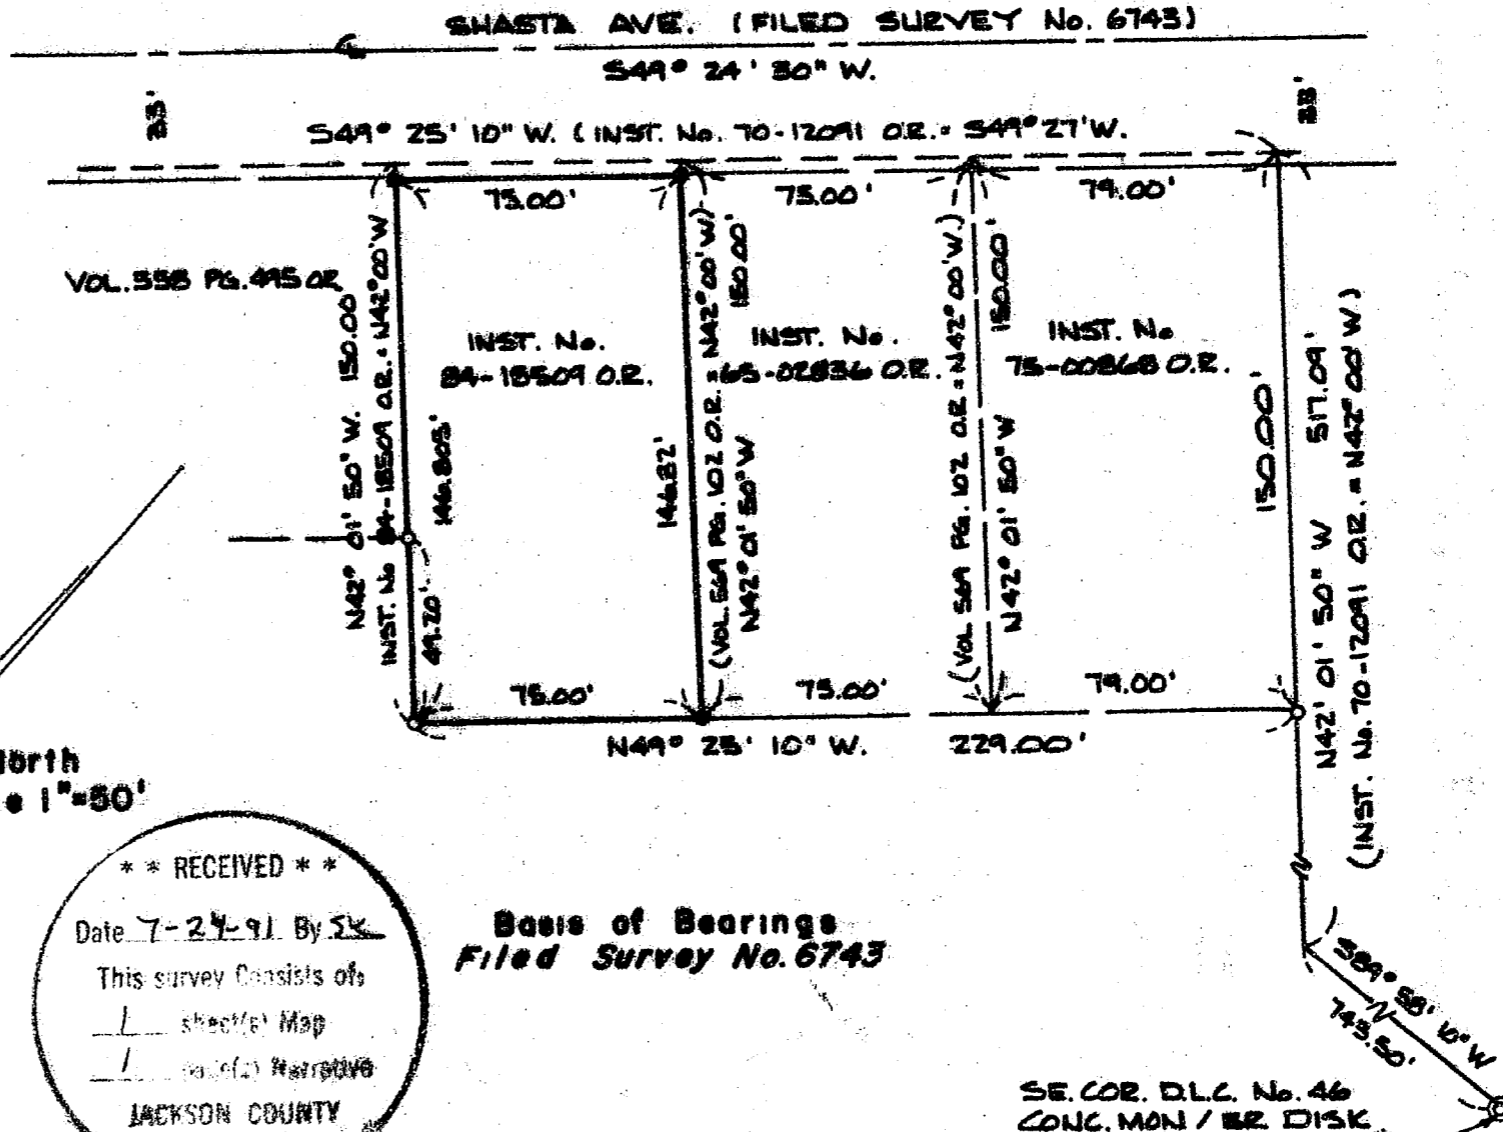 SHASTA AVE. (FILED SURVEY No. 6743)
℄
S49° 24' 30" W.
33'
33'
S49° 25' 10" W. (INST. No. 70-12091 O.R. = S49° 27' W.
75.00'
75.00'
79.00'
VOL. 558 PG. 495 OR
N42° 01' 50" W. 150.00
INST. No 84-18509 O.R. = N42° 00' W
146.805'
49.20'
INST. No.
84-18509 O.R.
146.82'
(VOL. 569 PG. 102 O.R. = N42° 00' W)
N42° 01' 50" W
150.00'
INST. No.
65-02836 O.R.
(VOL 569 PG. 102 O.R = N42° 00' W.)
N42° 01' 50" W
150.00'
INST. No
75-00868 O.R.
150.00'
N42° 01' 50" W 517.09'
(INST. No. 70-12091 O.R. = N42° 00' W.)
75.00'
75.00'
79.00'
N49° 25' 10" W. 229.00'
North
1"=50'
* * RECEIVED * *
Date 7-24-91 By SK
This survey Consists of:
1 sheet(s) Map
1 Narrative
JACKSON COUNTY
Basis of Bearings
Filed Survey No. 6743
S89° 58' 10" W
743.50'
SE. COR. D.L.C. No. 46
CONC. MON / BR. DISK